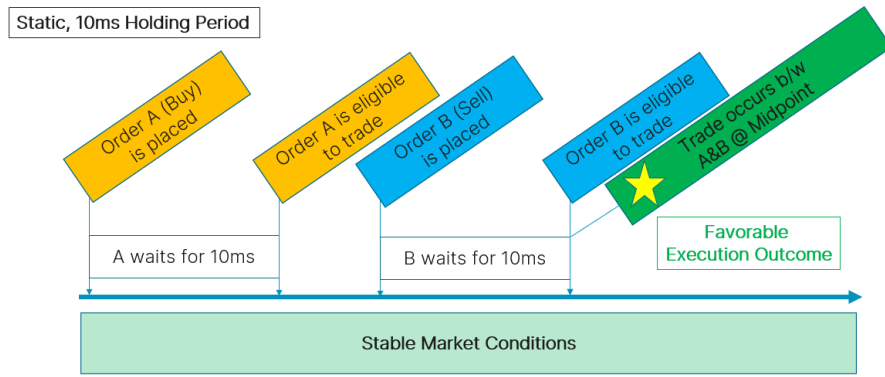 Static, 10ms Holding Period
Order A (Buy)
is placed
Order A is eligible
to trade
Order B (Sell)
is placed
Order B is eligible
to trade
Trade occurs b/w
A&B @ Midpoint
A waits for 10ms
B waits for 10ms
Favorable
Execution Outcome
Stable Market Conditions